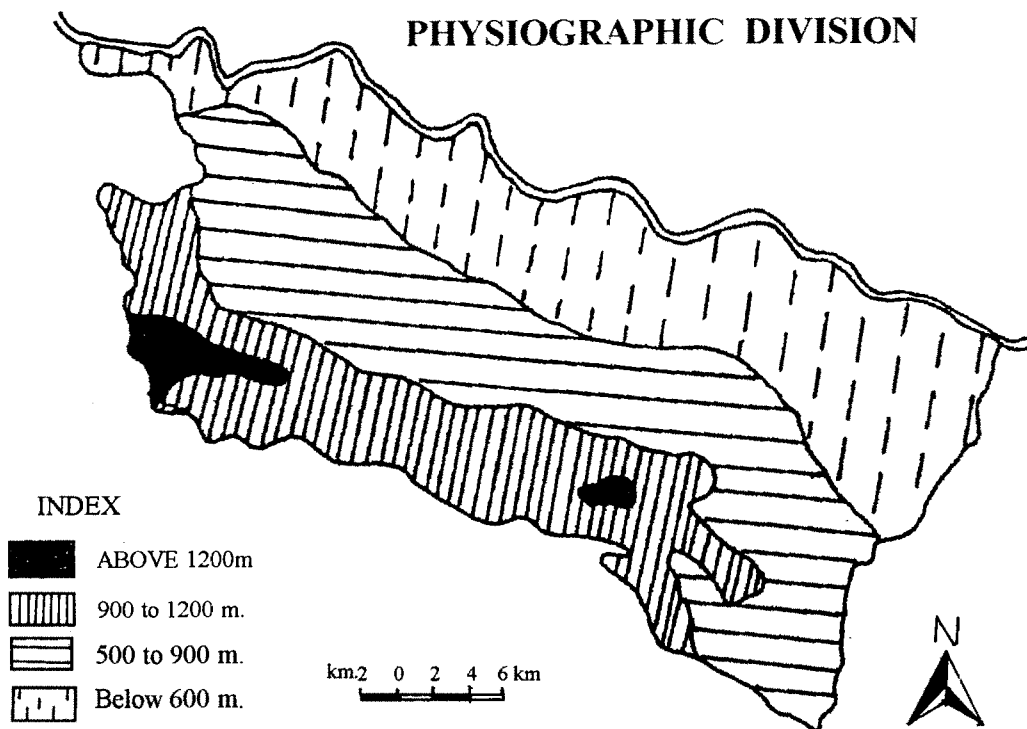 PHYSIOGRAPHIC DIVISION
INDEX
ABOVE 1200m
900 to 1200 m.
500 to 900 m.
Below 600 m.
km.2 0 2 4 6 km
N